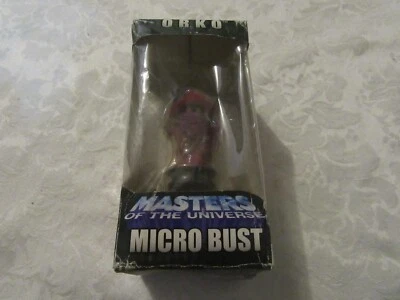 ORKO
MASTERS
OF THE UNIVERSE
MICRO BUST